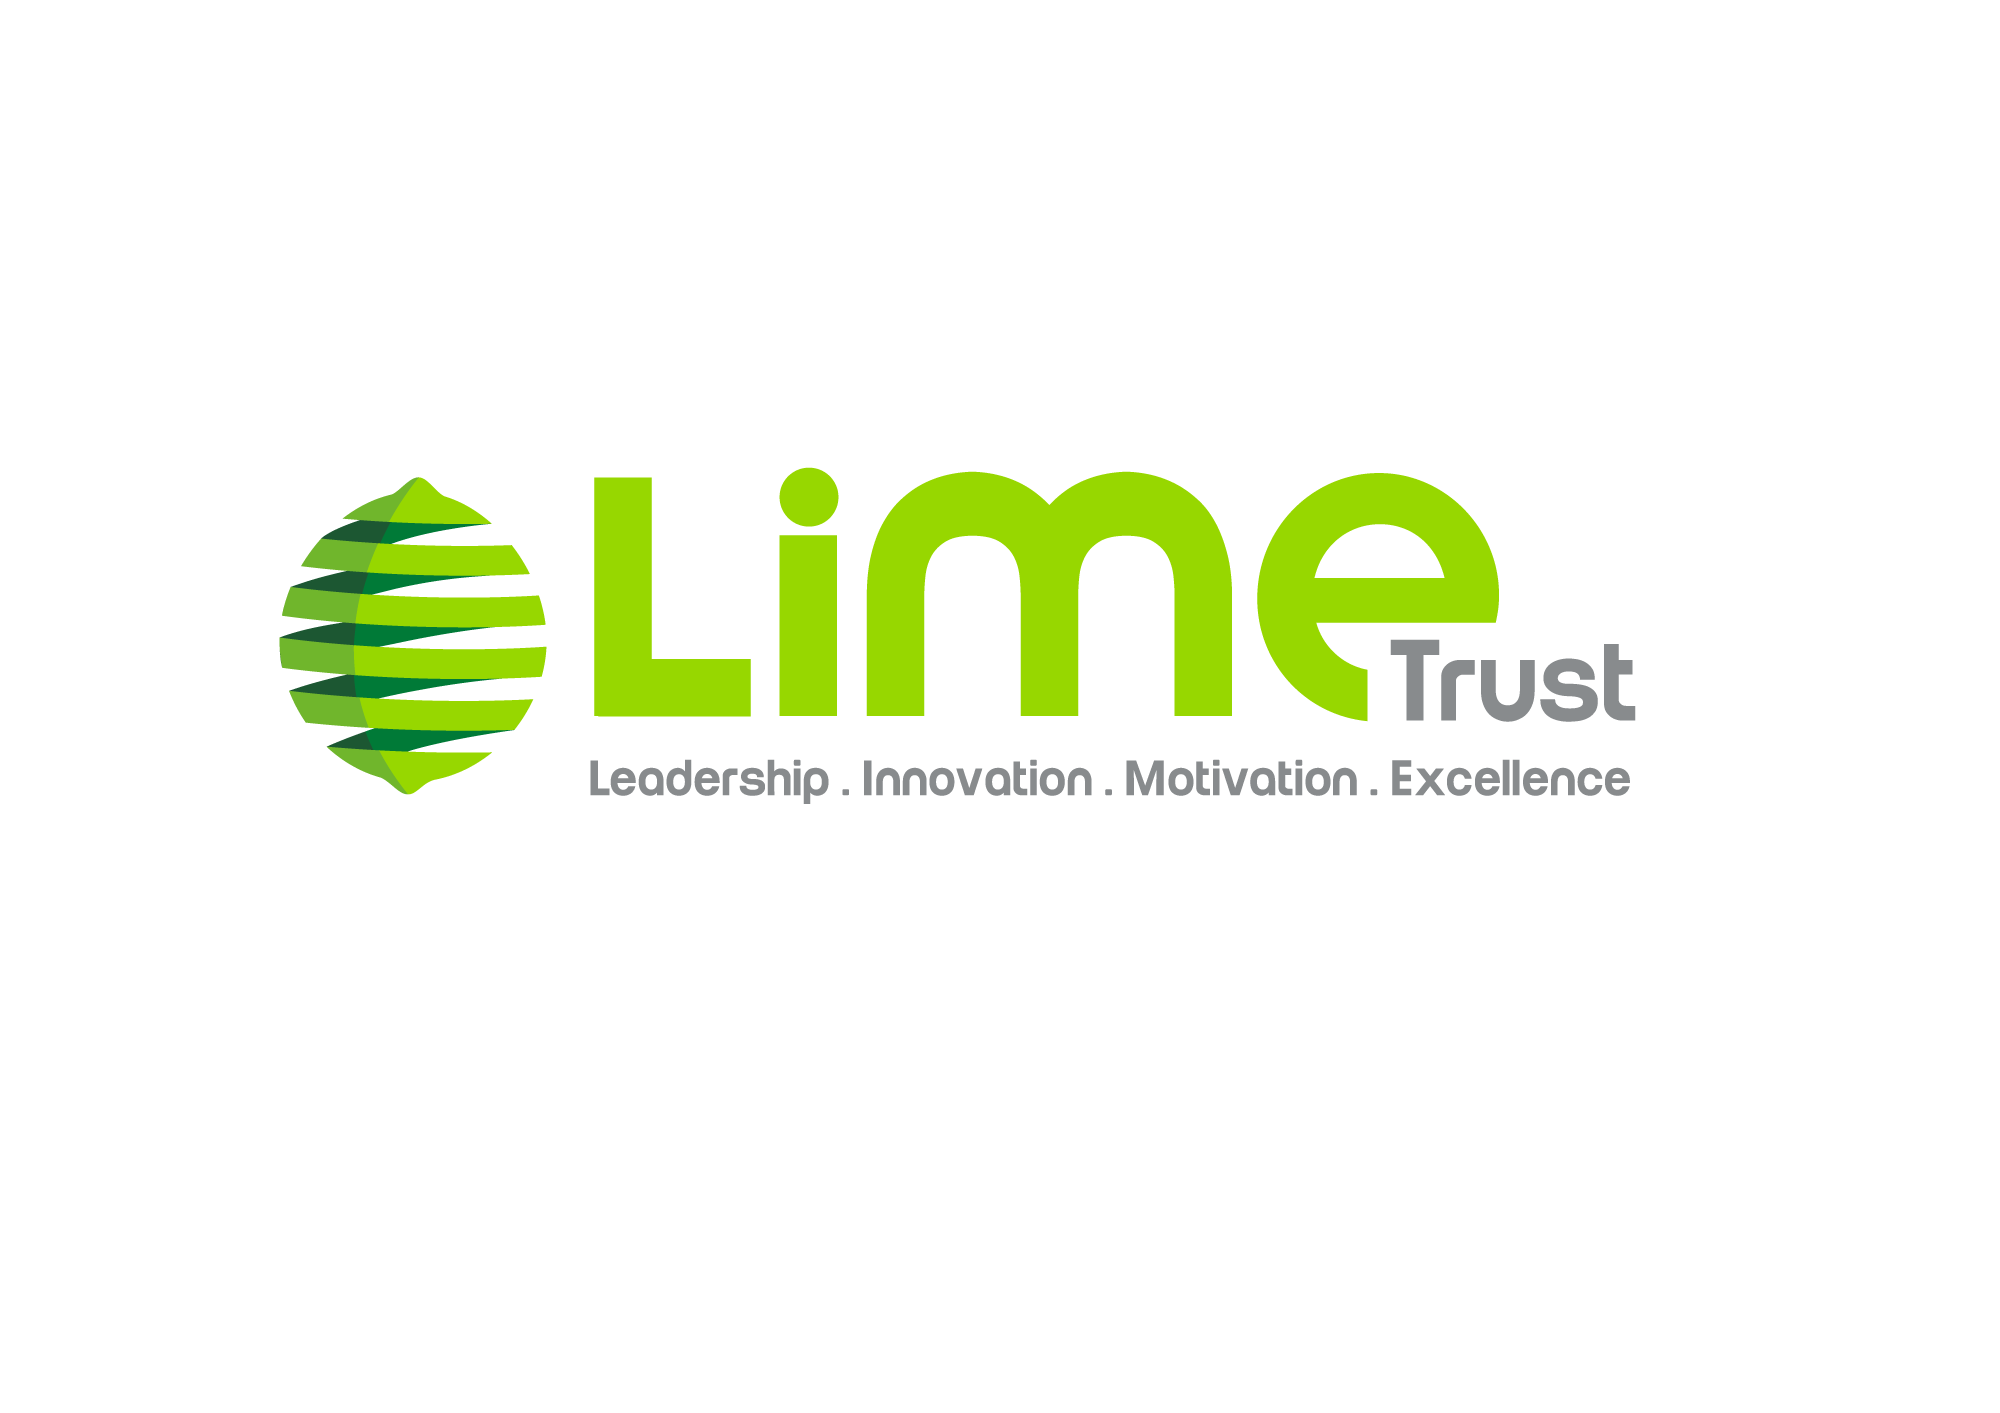 Lime
Trust
Leadership . Innovation . Motivation . Excellence